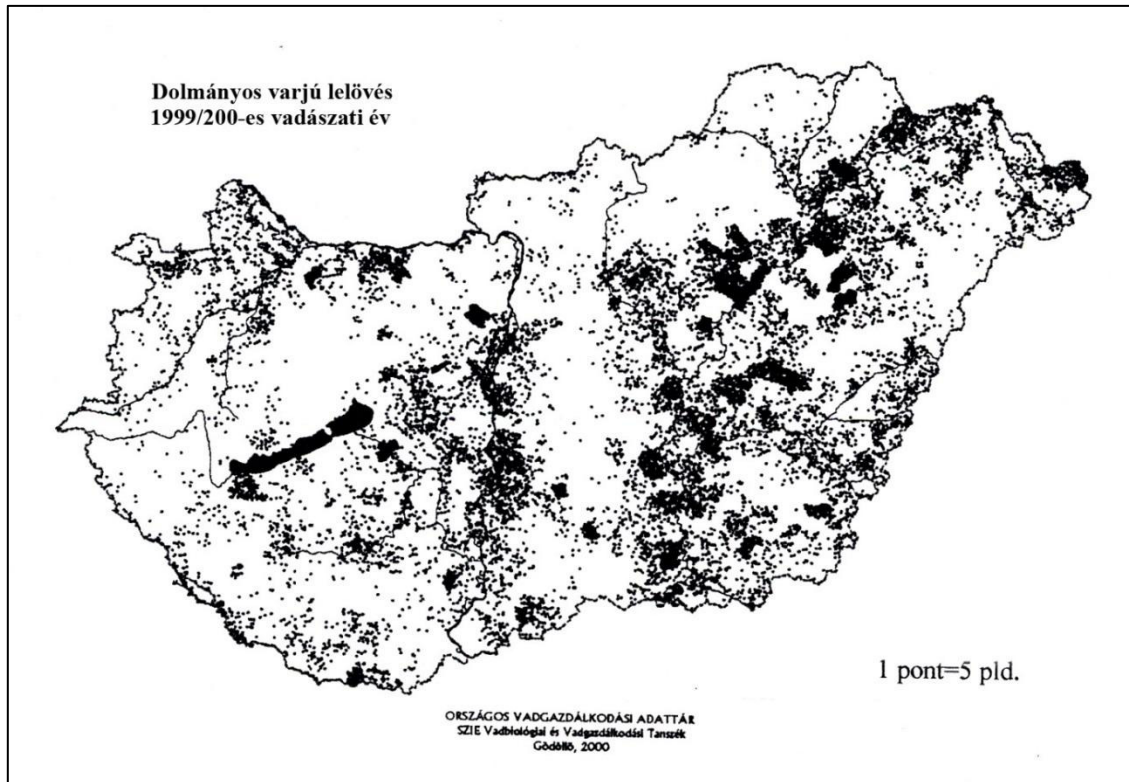 Dolmányos varjú lelövés
1999/200-es vadászati év
1 pont=5 pld.
ORSZÁGOS VADGAZDÁLKODÁSI ADATTÁR
SZIE Vadbiológiai és Vadgazdálkodási Tanszék
Gödöllő, 2000